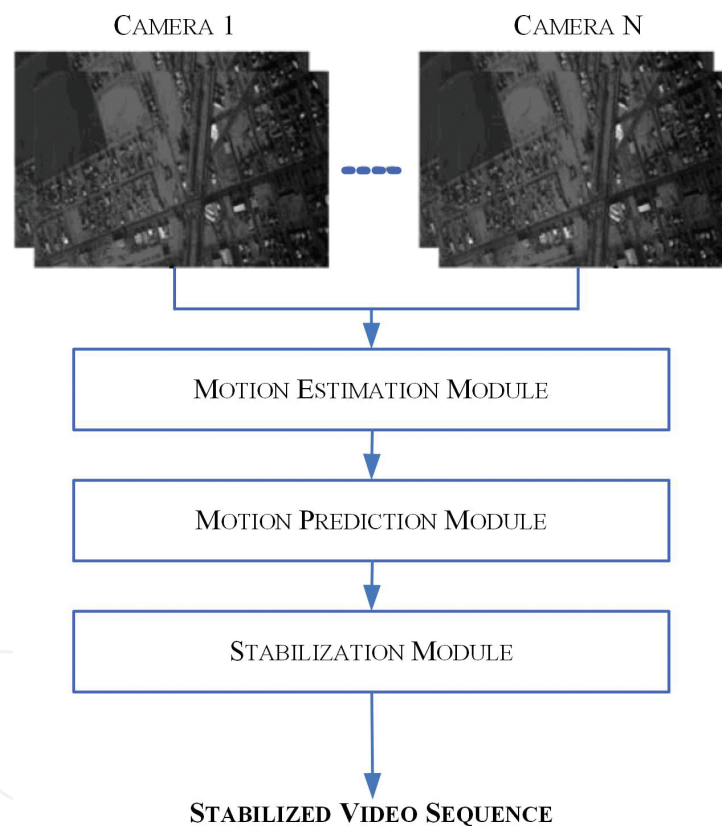 CAMERA 1
CAMERA N
MOTION ESTIMATION MODULE
MOTION PREDICTION MODULE
STABILIZATION MODULE
STABILIZED VIDEO SEQUENCE